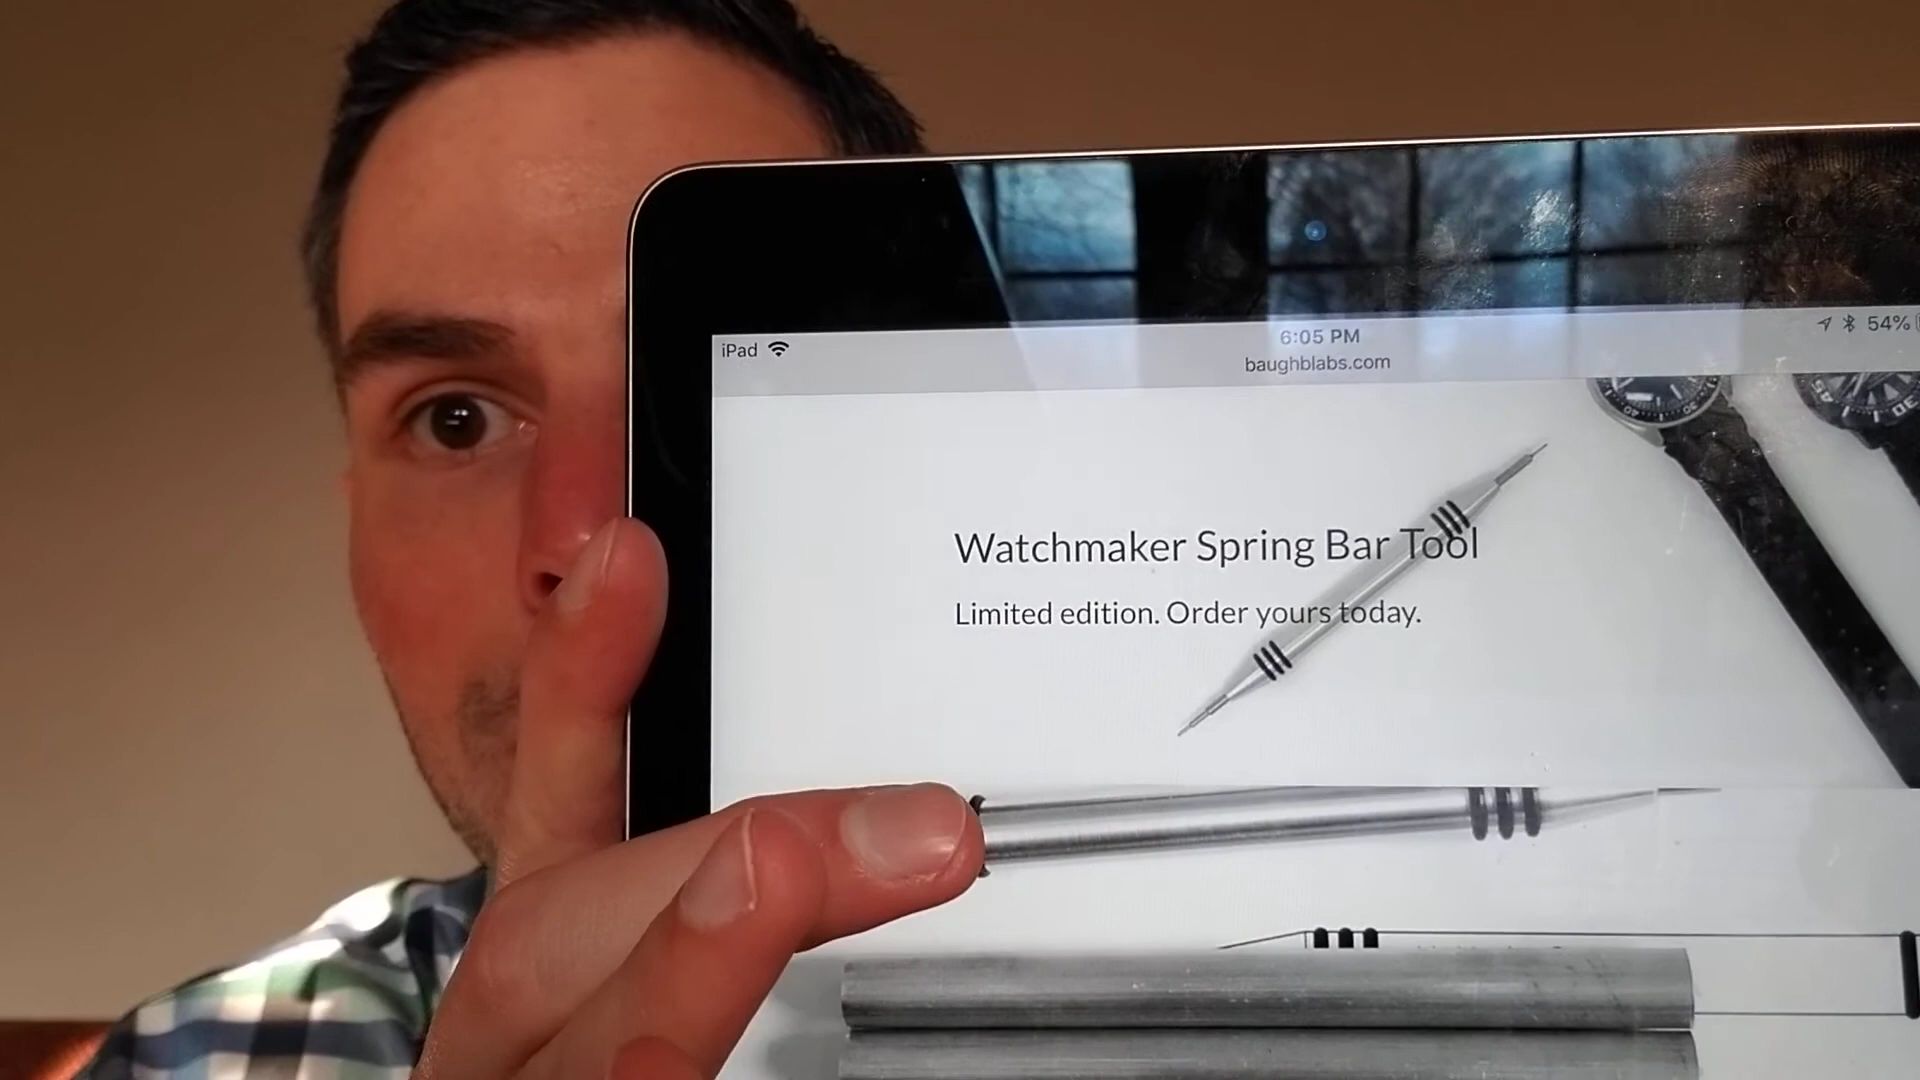 iPad
6:05 PM
54%
baughblabs.com
Watchmaker Spring Bar Tool
Limited edition. Order yours today.